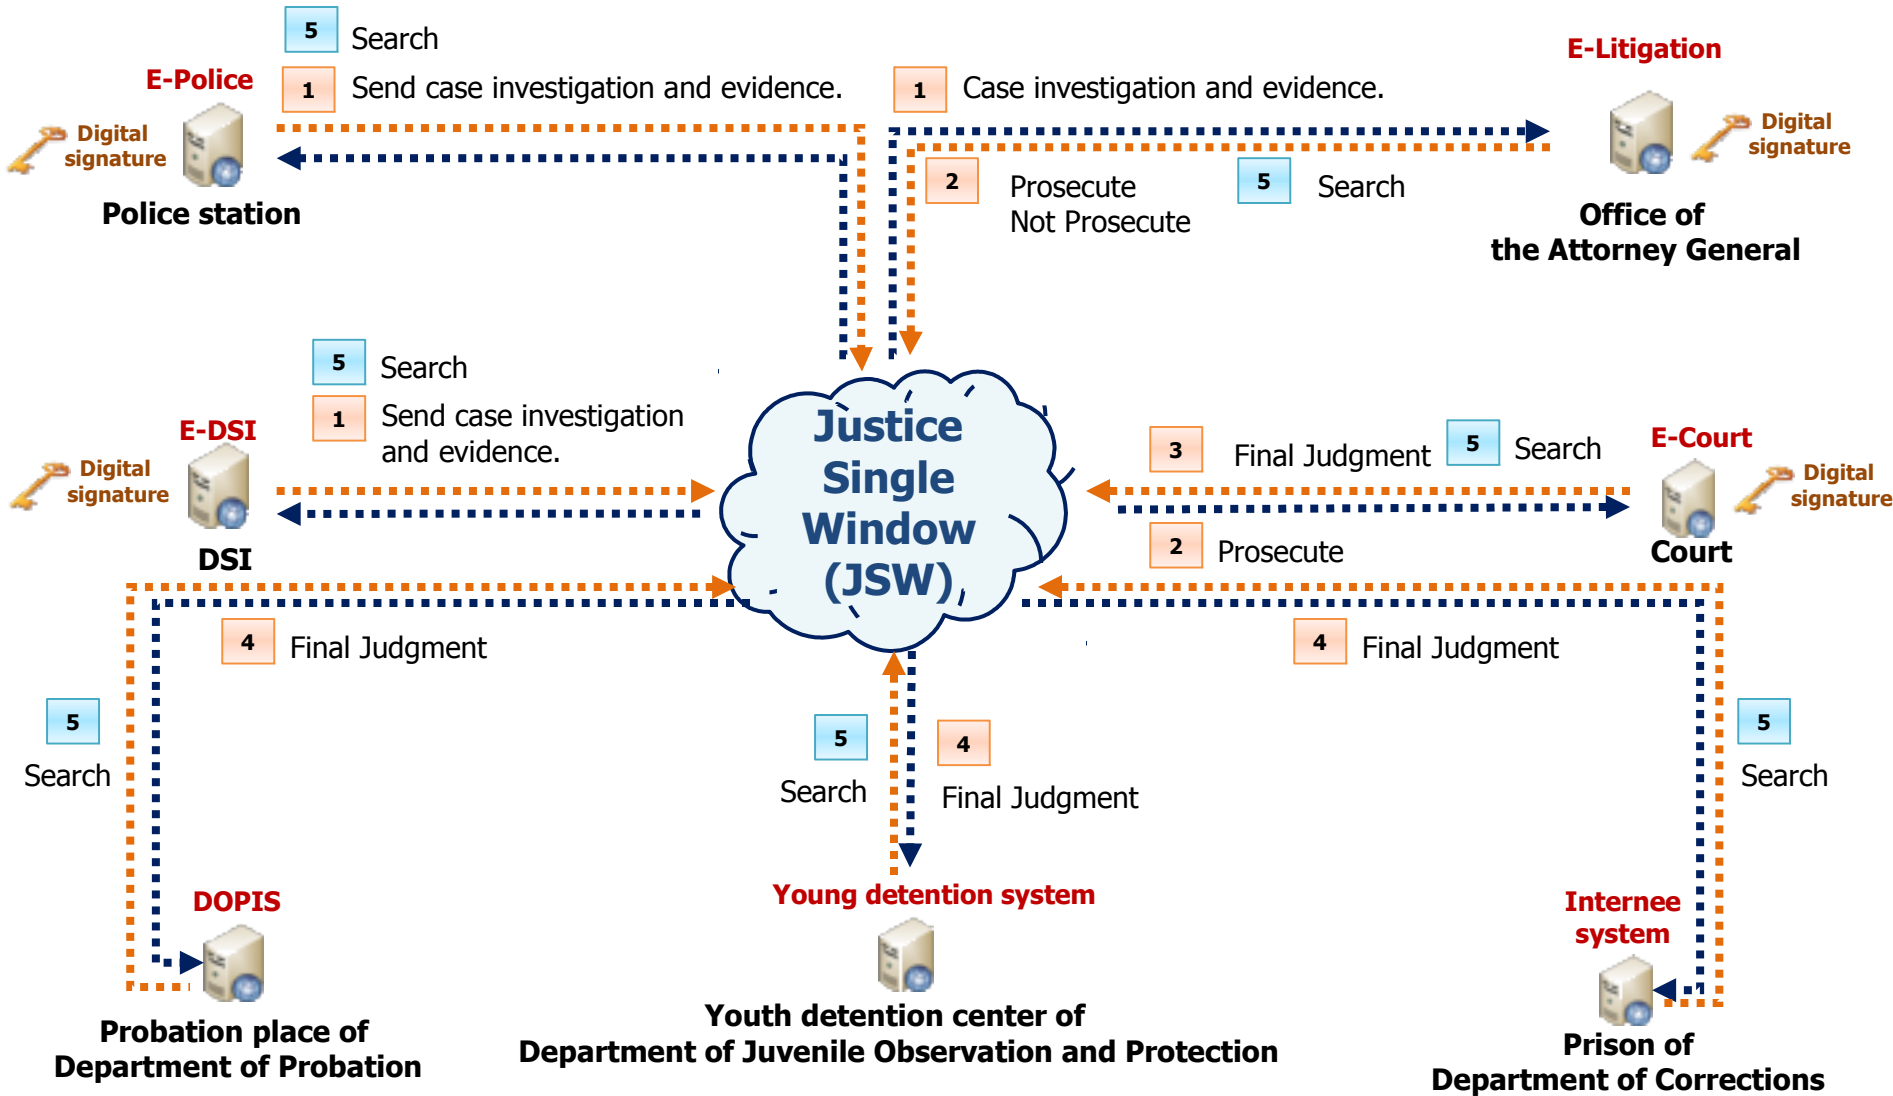 5 Search
E-Police
1 Send case investigation and evidence.
Digital
signature
Police station
E-Litigation
1 Case investigation and evidence.
Digital
signature
2 Prosecute
Not Prosecute
5 Search
Office of
the Attorney General
5 Search
1 Send case investigation
and evidence.
E-DSI
Digital
signature
DSI
Justice
Single
Window
(JSW)
3 Final Judgment
5 Search
E-Court
Digital
signature
2 Prosecute
Court
4 Final Judgment
5
Search
DOPIS
Probation place of
Department of Probation
5
Search
4
Final Judgment
Young detention system
Youth detention center of
Department of Juvenile Observation and Protection
4 Final Judgment
5
Search
Internee
system
Prison of
Department of Corrections